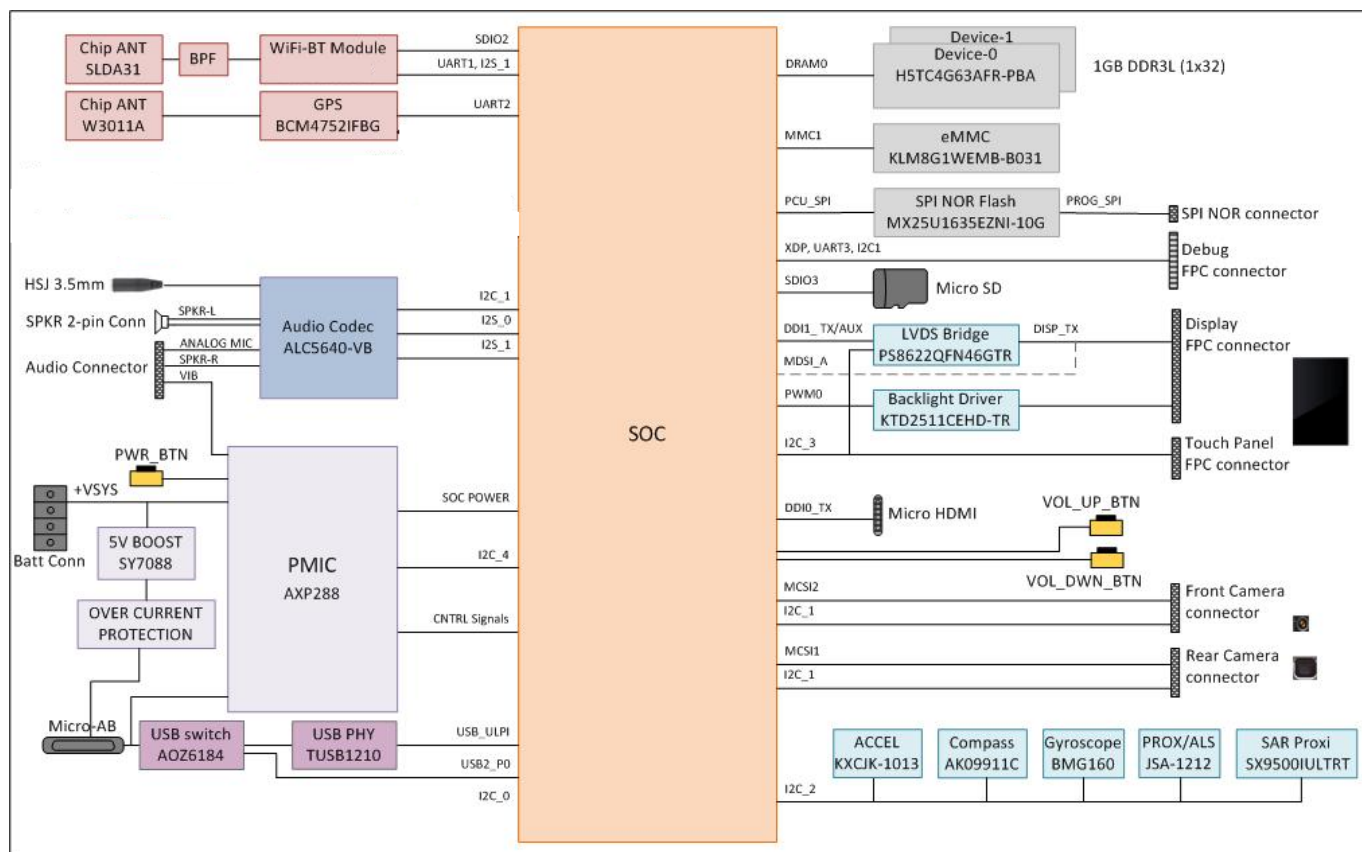 Chip ANT
SLDA31
BPF
WiFi-BT Module
SDIO2
UART1, I2S_1
Chip ANT
W3011A
GPS
BCM4752IFBG
UART2
HSJ 3.5mm
SPKR 2-pin Conn
SPKR-L
Audio Connector
ANALOG MIC
SPKR-R
VIB
Audio Codec
ALC5640-VB
I2C_1
I2S_0
I2S_1
PWR_BTN
+VSYS
Batt Conn
5V BOOST
SY7088
OVER CURRENT
PROTECTION
PMIC
AXP288
SOC POWER
I2C_4
CNTRL Signals
Micro-AB
USB switch
AOZ6184
USB PHY
TUSB1210
USB_ULPI
USB2_P0
I2C_0
SOC
DRAM0
Device-1
Device-0
H5TC4G63AFR-PBA
1GB DDR3L (1x32)
MMC1
eMMC
KLM8G1WEMB-B031
PCU_SPI
SPI NOR Flash
MX25U1635EZNI-10G
PROG_SPI
SPI NOR connector
XDP, UART3, I2C1
Debug
FPC connector
SDIO3
Micro SD
DDI1_ TX/AUX
LVDS Bridge
PS8622QFN46GTR
DISP_TX
Display
FPC connector
MDSI_A
PWM0
Backlight Driver
KTD2511CEHD-TR
I2C_3
Touch Panel
FPC connector
DDI0_TX
Micro HDMI
VOL_UP_BTN
VOL_DWN_BTN
MCSI2
I2C_1
Front Camera
connector
MCSI1
I2C_1
Rear Camera
connector
ACCEL
KXCJK-1013
Compass
AK09911C
Gyroscope
BMG160
PROX/ALS
JSA-1212
SAR Proxi
SX9500IULTRT
I2C_2